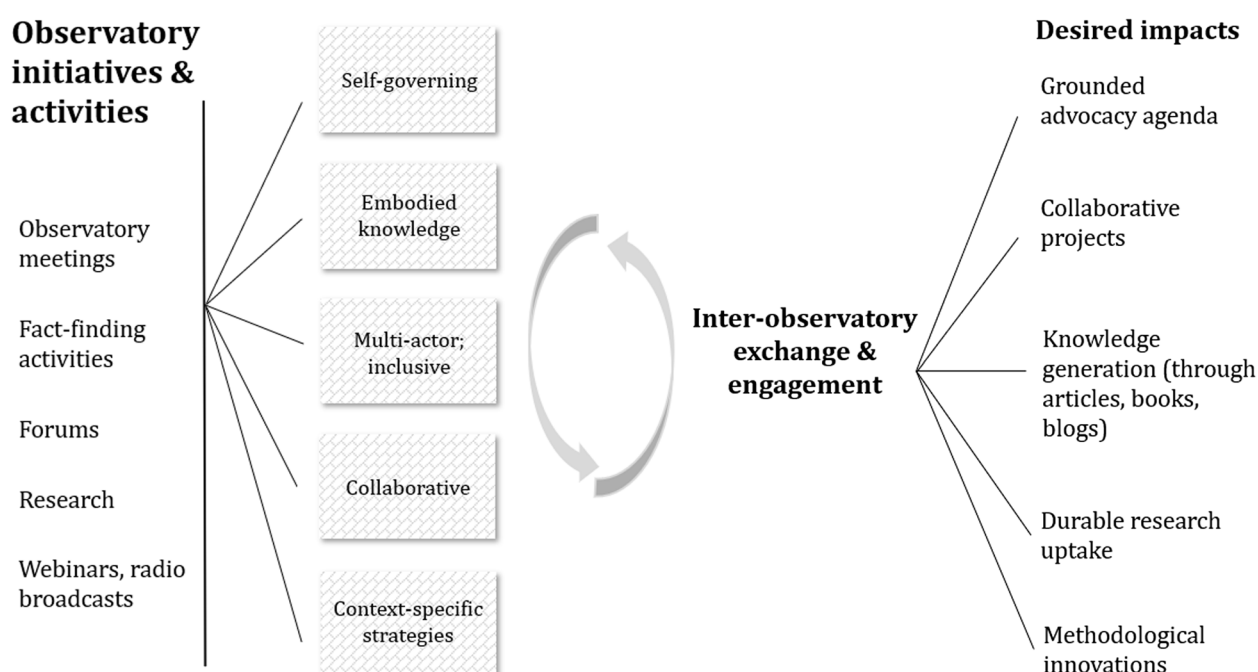 Observatory
initiatives &
activities
Observatory
meetings
Fact-finding
activities
Forums
Research
Webinars, radio
broadcasts
Self-governing
Embodied
knowledge
Multi-actor;
inclusive
Collaborative
Context-specific
strategies
Inter-observatory
exchange &
engagement
Desired impacts
Grounded
advocacy agenda
Collaborative
projects
Knowledge
generation (through
articles, books,
blogs)
Durable research
uptake
Methodological
innovations